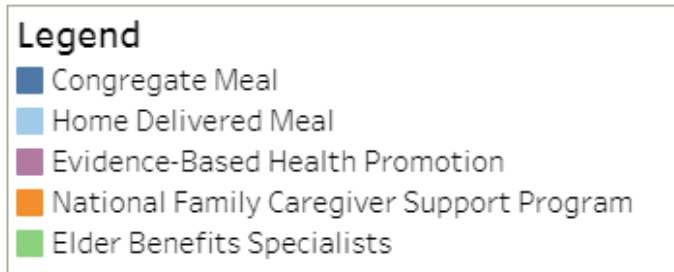 Legend
Congregate Meal
Home Delivered Meal
Evidence-Based Health Promotion
National Family Caregiver Support Program
Elder Benefits Specialists